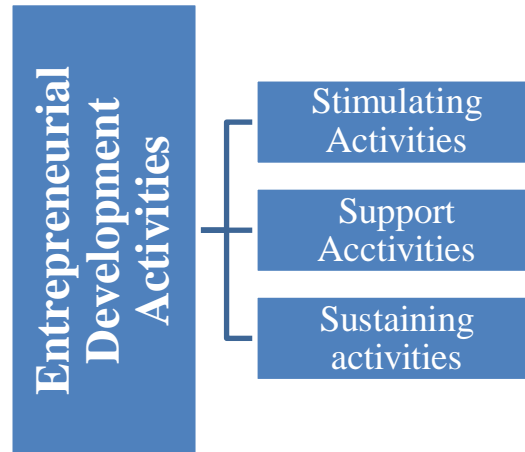 Entrepreneurial
Development
Activities
Stimulating
Activities
Support
Acctivities
Sustaining
activities